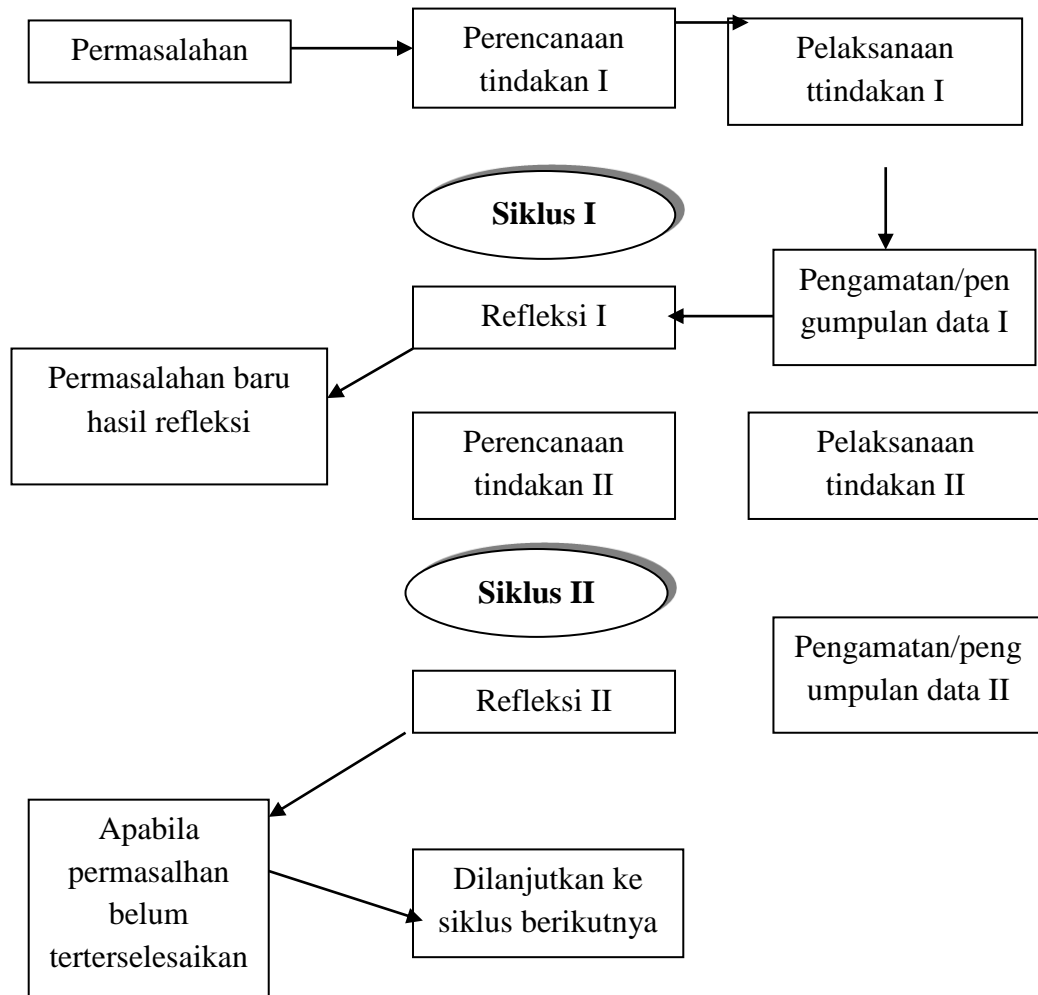 Permasalahan
Perencanaan
tindakan I
Pelaksanaan
ttindakan I
Siklus I
Pengamatan/pen
gumpulan data I
Refleksi I
Permasalahan baru
hasil refleksi
Perencanaan
tindakan II
Pelaksanaan
tindakan II
Siklus II
Pengamatan/peng
umpulan data II
Refleksi II
Apabila
permasalhan
belum
terterselesaikan
Dilanjutkan ke
siklus berikutnya